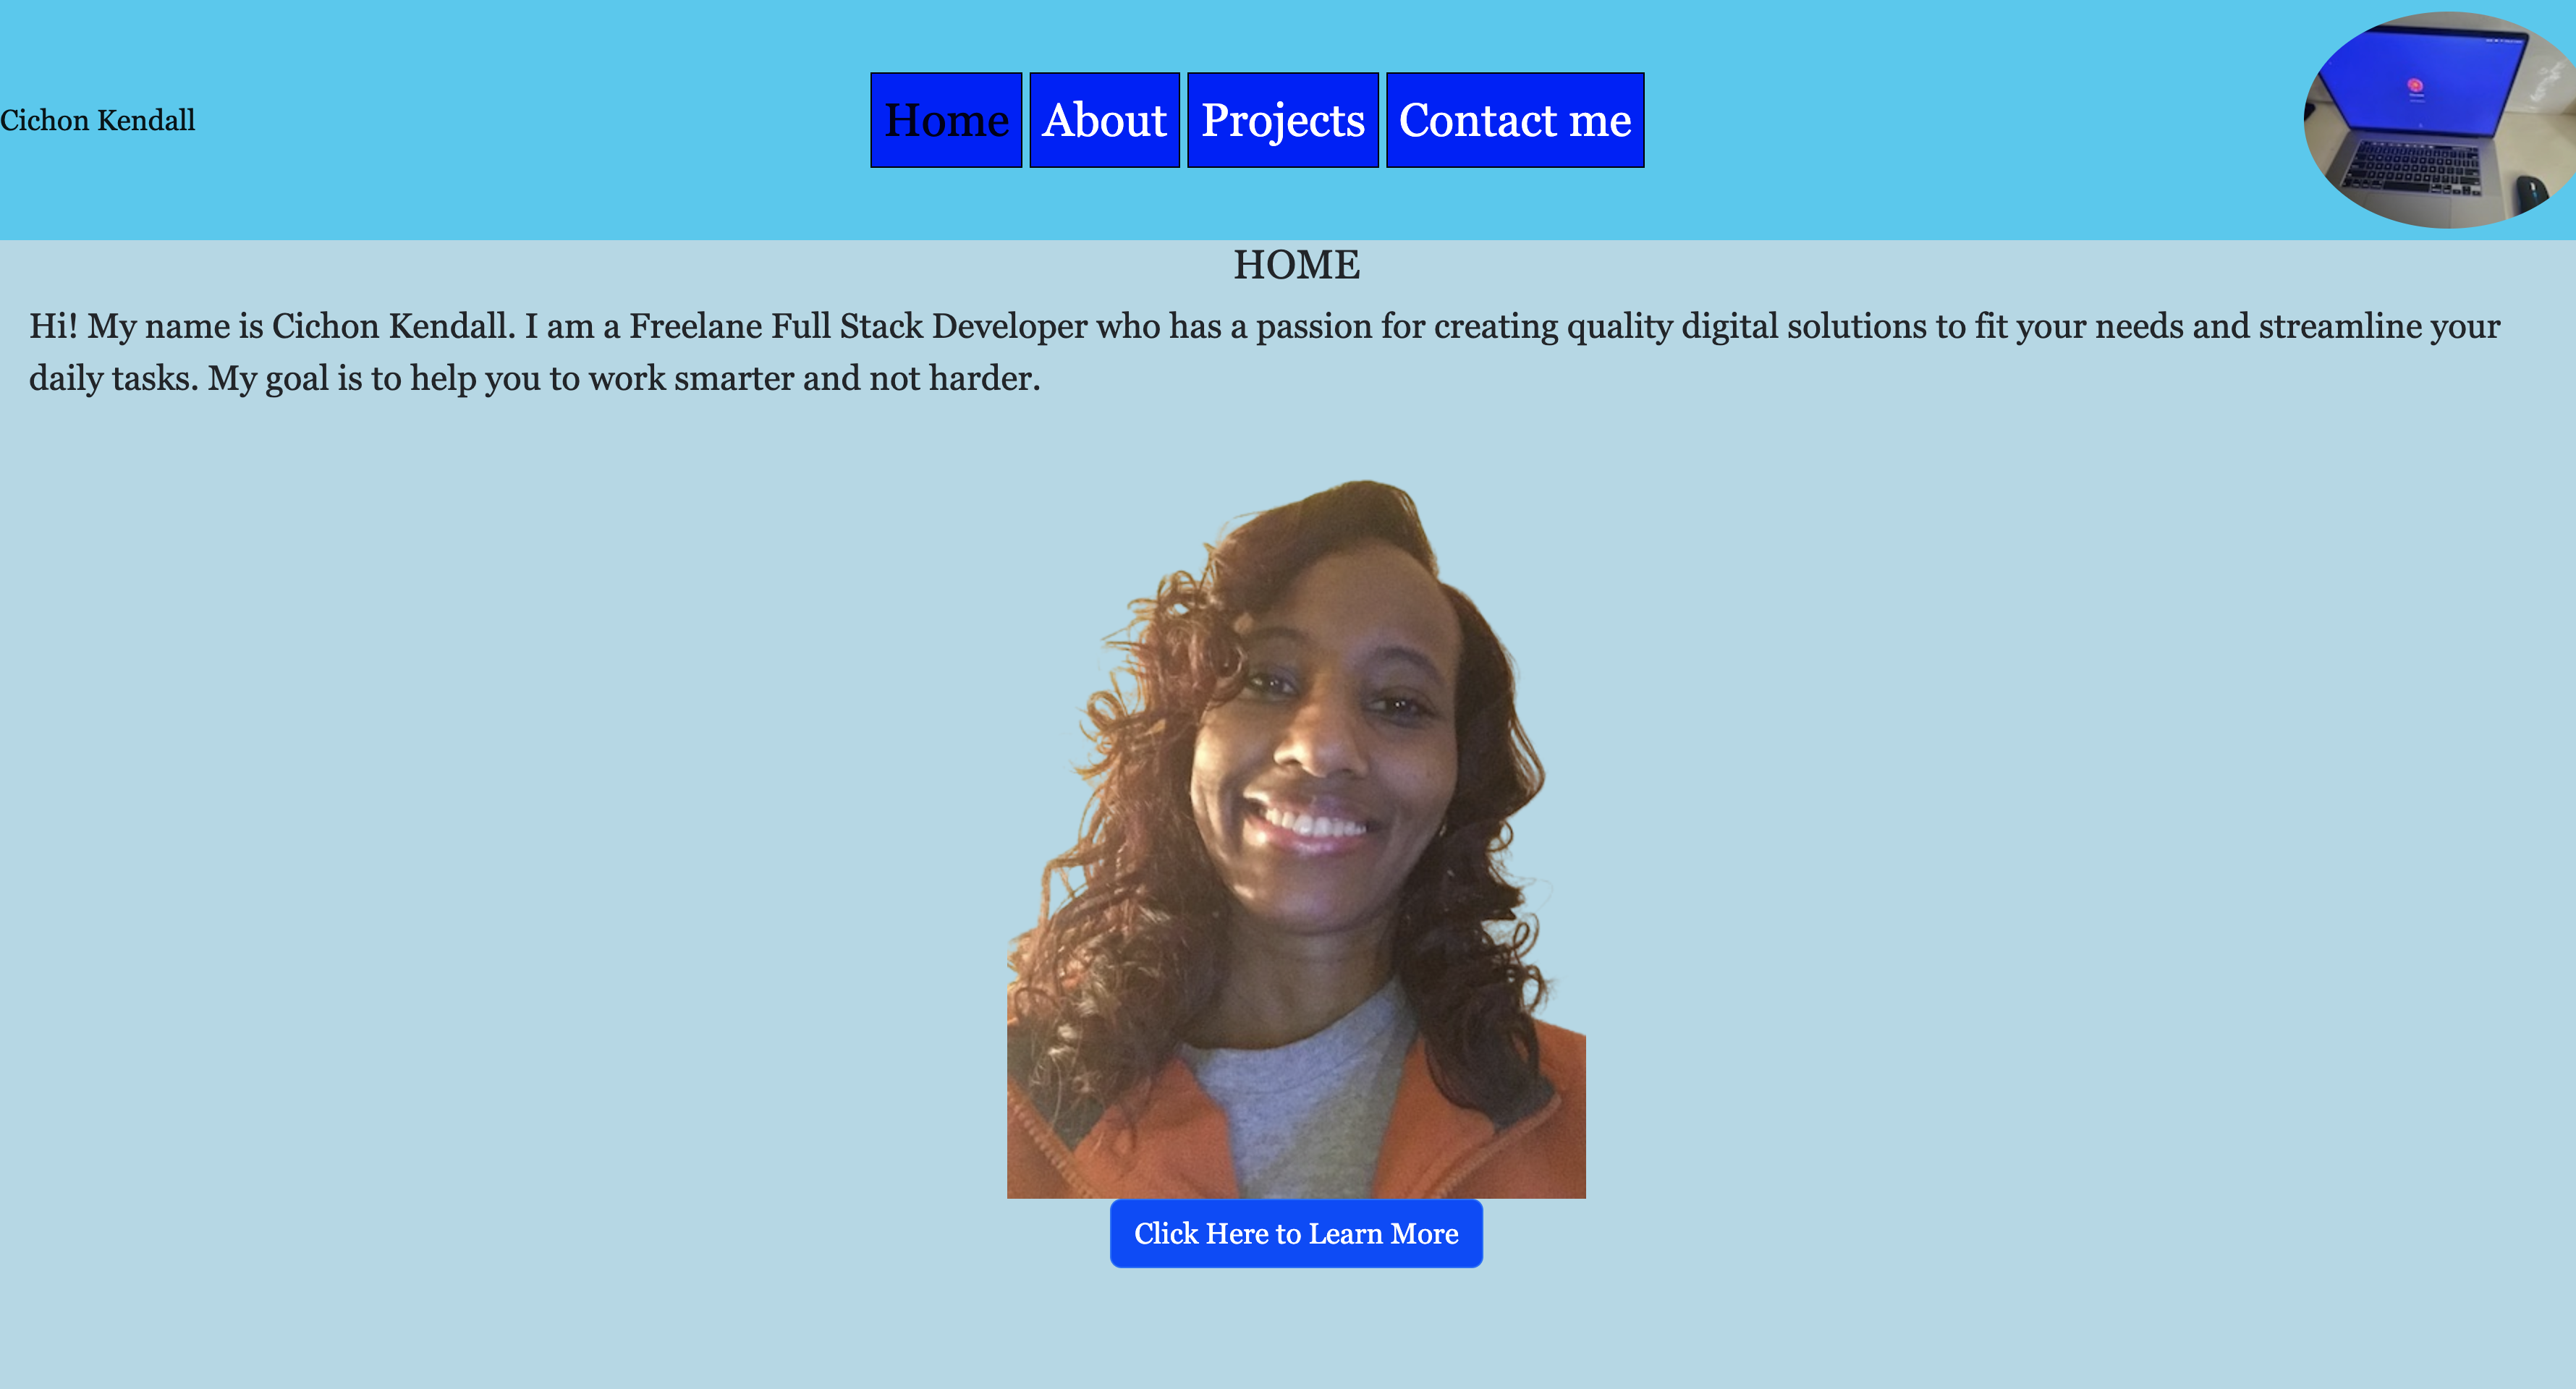 Cichon Kendall
Home About Projects Contact me
HOME
Hi! My name is Cichon Kendall. I am a Freelane Full Stack Developer who has a passion for creating quality digital solutions to fit your needs and streamline your
daily tasks. My goal is to help you to work smarter and not harder.
Click Here to Learn More